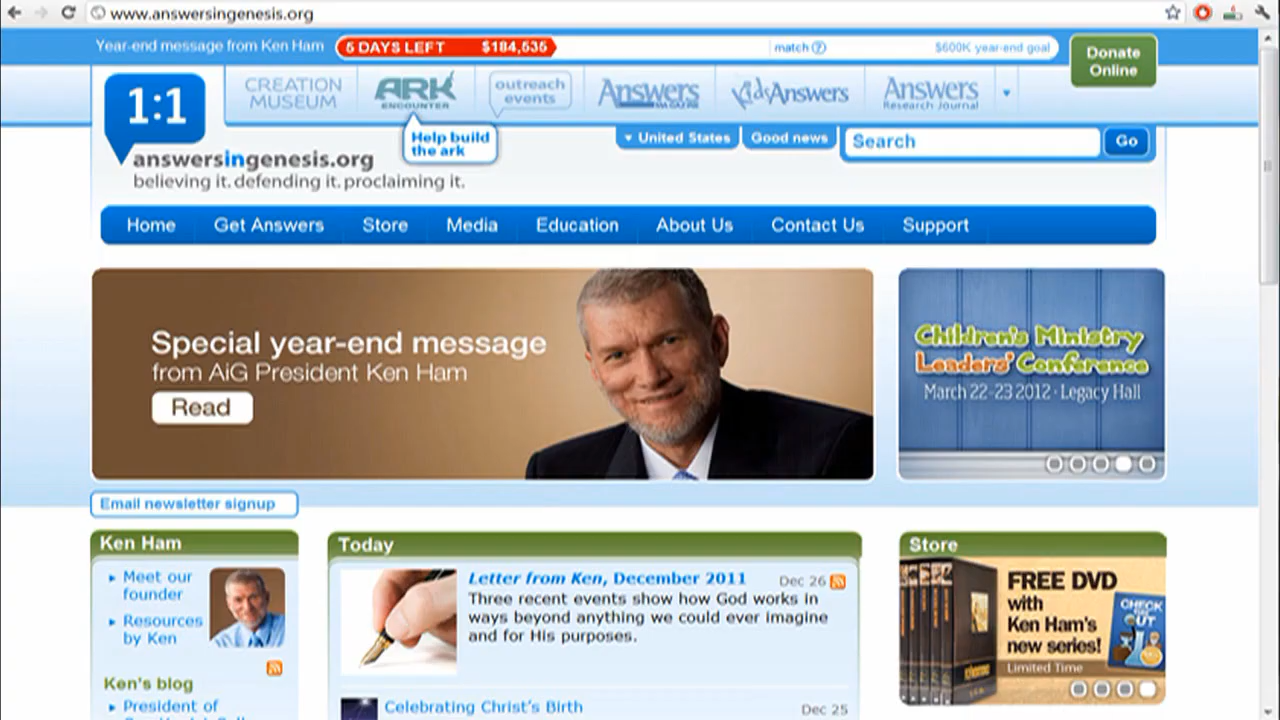 www.answersingenesis.org
Year-end message from Ken Ham
5 DAYS LEFT $184,535
match ?
$600K year-end goal
Donate
Online
1:1
CREATION
MUSEUM
ARK
ENCOUNTER
outreach
events
Answers
MAGAZINE
KidsAnswers
Answers
Research Journal
Help build
the ark
United States
Good news
Search
Go
answersingenesis.org
believing it. defending it. proclaiming it.
Home Get Answers Store Media Education About Us Contact Us Support
Special year-end message
from AiG President Ken Ham
Read
Children's Ministry
Leaders' Conference
March 22-23 2012 · Legacy Hall
Email newsletter signup
Ken Ham
Meet our
founder
Resources
by Ken
Ken's blog
President of
Today
Letter from Ken, December 2011 Dec 26
Three recent events show how God works in
ways beyond anything we could ever imagine
and for His purposes.
Celebrating Christ's Birth Dec 25
Store
FREE DVD
with
Ken Ham's
new series!
Limited Time
CHECK